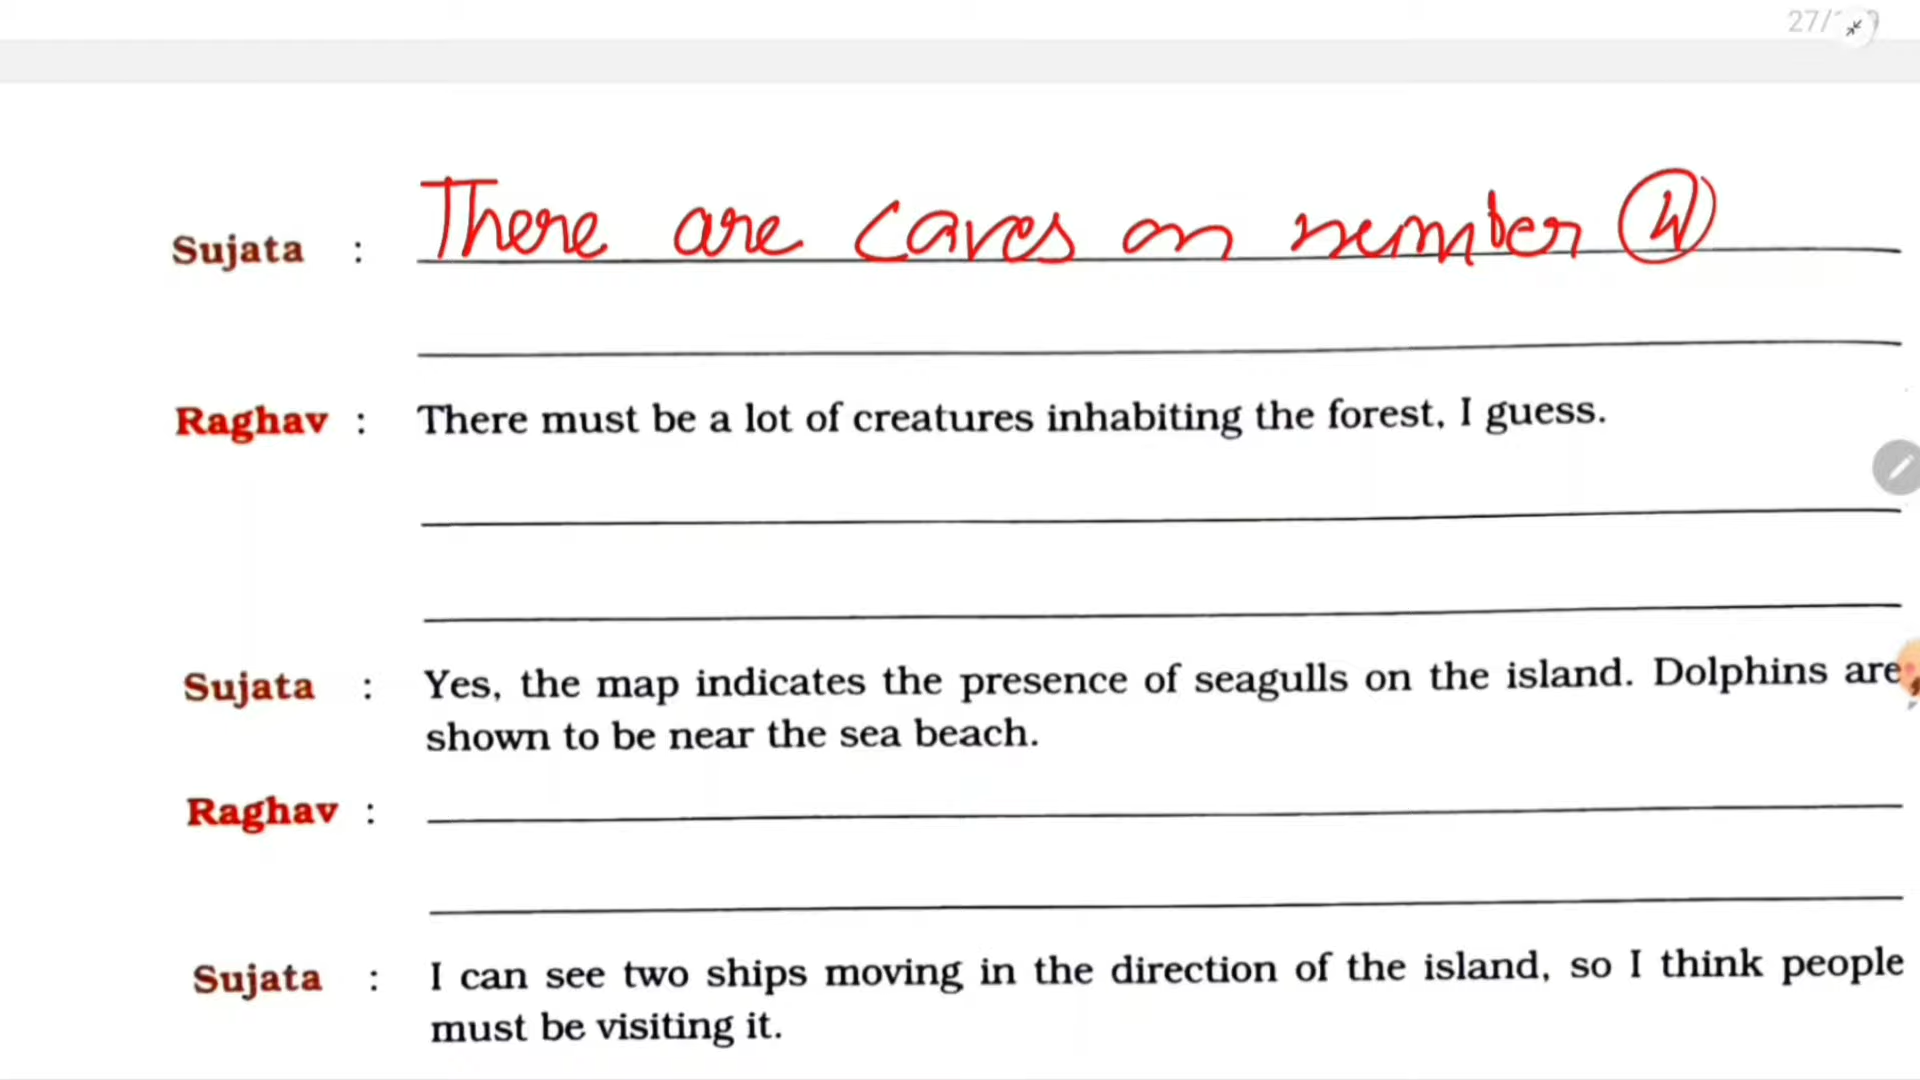 27/
Sujata : There are caves on number
Raghav : There must be a lot of creatures inhabiting the forest, I guess.
Sujata : Yes, the map indicates the presence of seagulls on the island. Dolphins are
shown to be near the sea beach.
Raghav :
Sujata : I can see two ships moving in the direction of the island, so I think people
must be visiting it.